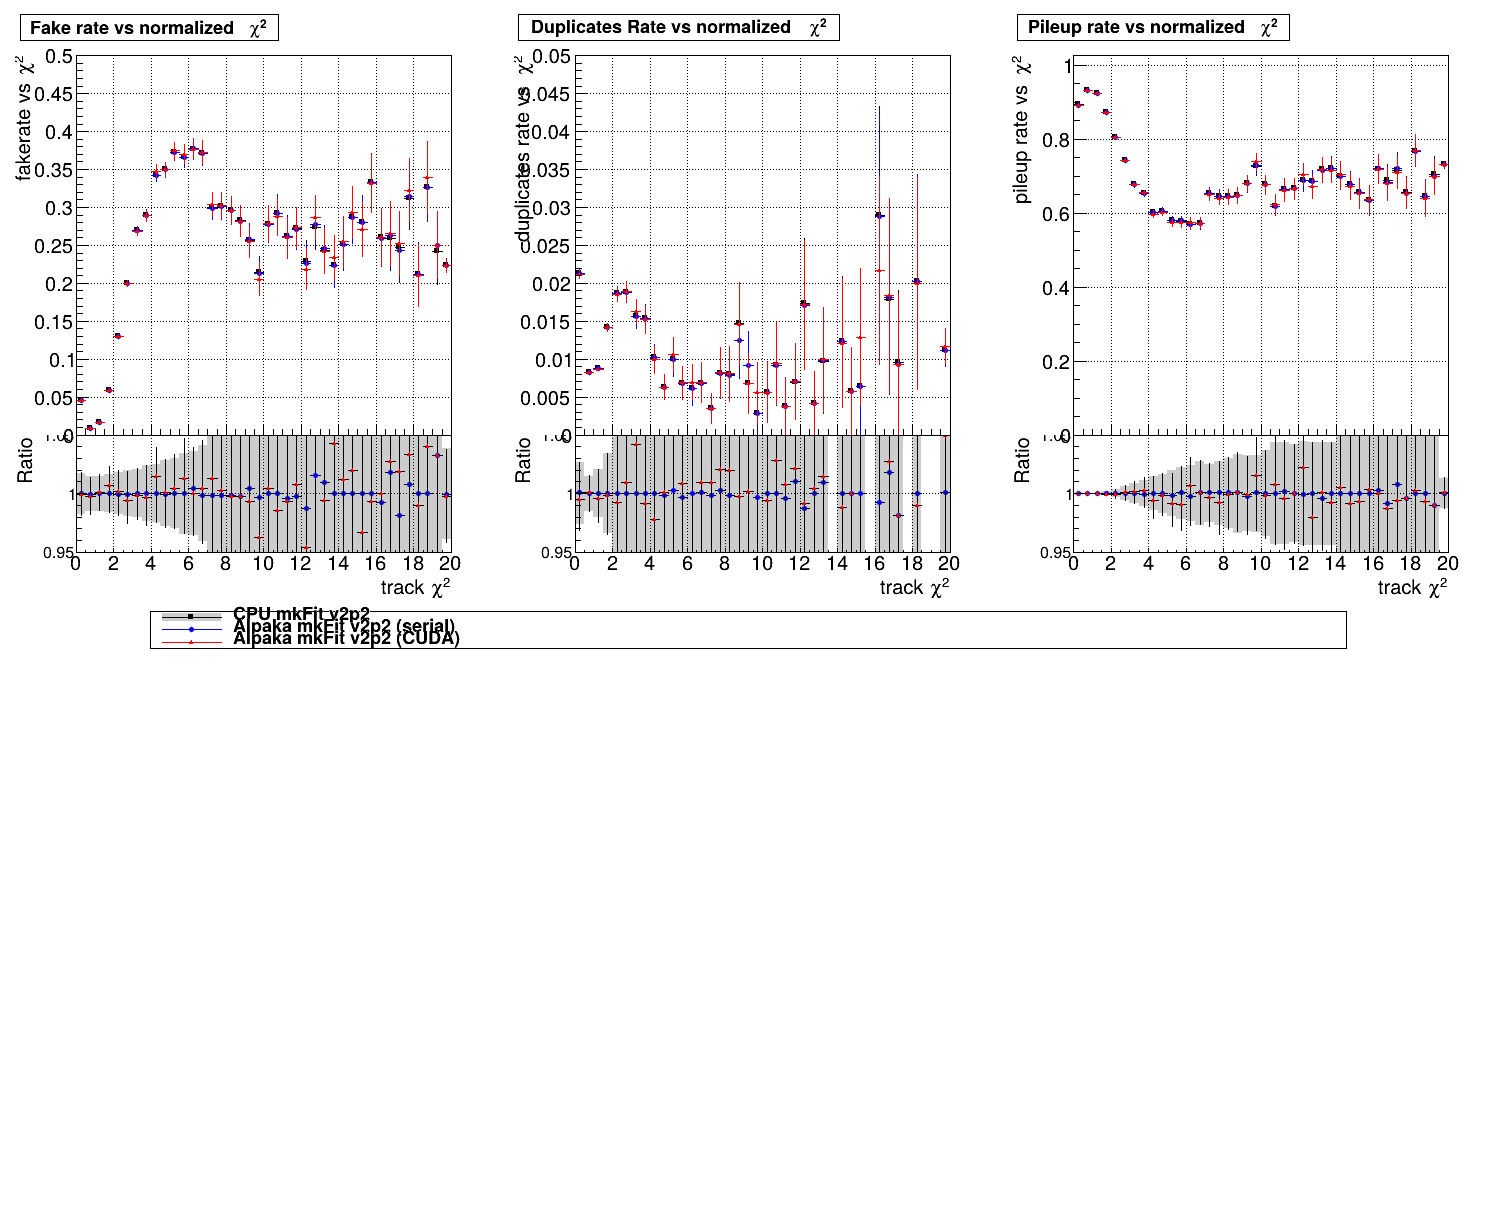 Fake rate vs normalized χ²
fakerate vs χ²
0.5
0.45
0.4
0.35
0.3
0.25
0.2
0.15
0.1
0.05
0
Ratio
1
0.95
0 2 4 6 8 10 12 14 16 18 20
track χ²
Duplicates Rate vs normalized χ²
duplicates rate vs χ²
0.05
0.045
0.04
0.035
0.03
0.025
0.02
0.015
0.01
0.005
0
Ratio
1
0.95
0 2 4 6 8 10 12 14 16 18 20
track χ²
Pileup rate vs normalized χ²
pileup rate vs χ²
1
0.8
0.6
0.4
0.2
0
Ratio
1
0.95
0 2 4 6 8 10 12 14 16 18 20
track χ²
CPU mkFit v2p2
Alpaka mkFit v2p2 (serial)
Alpaka mkFit v2p2 (CUDA)